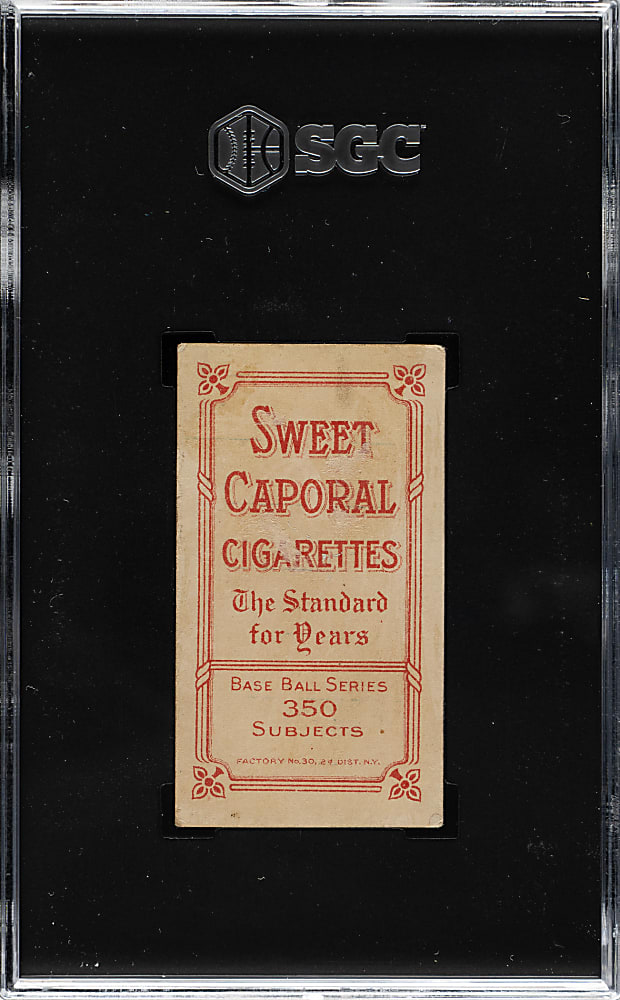 SGC
SWEET
CAPORAL
CIGARETTES
The Standard
for Years
BASE BALL SERIES
350
SUBJECTS
FACTORY No. 30, 2d DIST. N.Y.